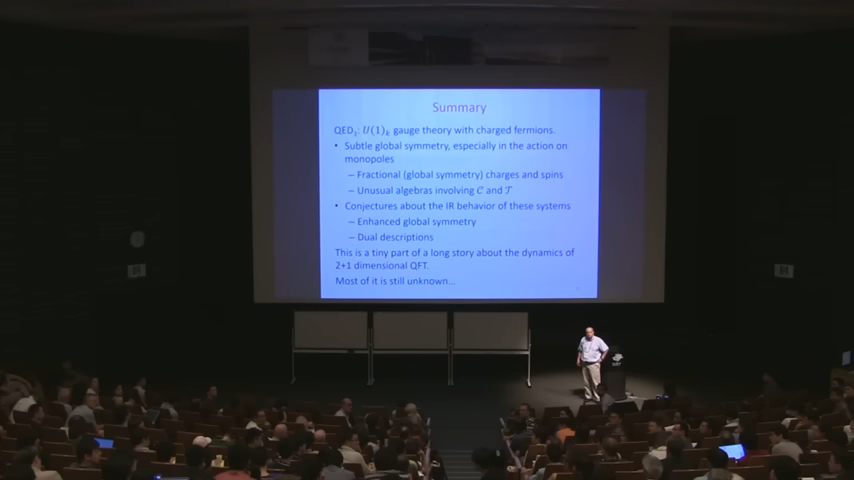 Summary
QED₃: U(1)ₖ gauge theory with charged fermions.
• Subtle global symmetry, especially in the action on
monopoles
– Fractional (global symmetry) charges and spins
– Unusual algebras involving 𝒞 and 𝒯
• Conjectures about the IR behavior of these systems
– Enhanced global symmetry
– Dual descriptions
This is a tiny part of a long story about the dynamics of
2+1 dimensional QFT.
Most of it is still unknown…